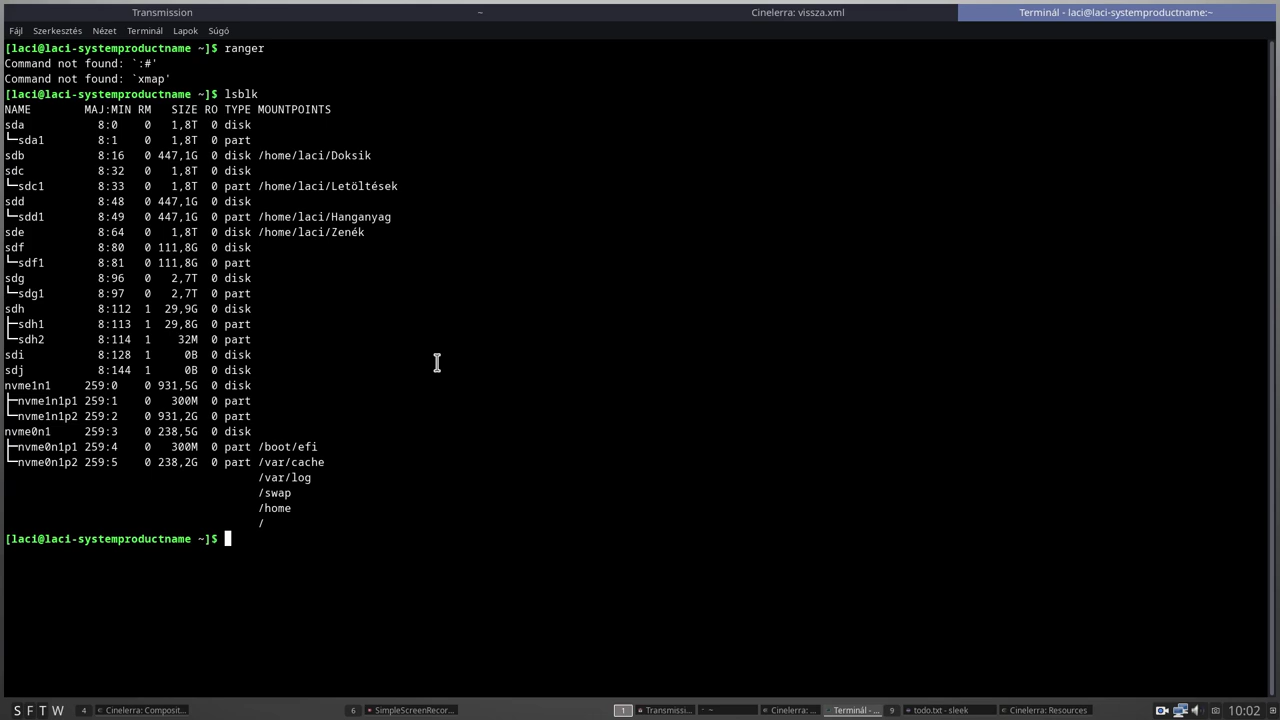 Transmission ~ Cinelerra: vissza.xml Terminál - laci@laci-systemproductname:~
Fájl Szerkesztés Nézet Terminál Lapok Súgó
[laci@laci-systemproductname ~]$ ranger
Command not found: `:#'
Command not found: `xmap'
[laci@laci-systemproductname ~]$ lsblk
NAME        MAJ:MIN RM   SIZE RO TYPE MOUNTPOINTS
sda           8:0    0   1,8T  0 disk
└─sda1        8:1    0   1,8T  0 part
sdb           8:16   0 447,1G  0 disk /home/laci/Doksik
sdc           8:32   0   1,8T  0 disk
└─sdc1        8:33   0   1,8T  0 part /home/laci/Letöltések
sdd           8:48   0 447,1G  0 disk
└─sdd1        8:49   0 447,1G  0 part /home/laci/Hanganyag
sde           8:64   0   1,8T  0 disk /home/laci/Zenék
sdf           8:80   0 111,8G  0 disk
└─sdf1        8:81   0 111,8G  0 part
sdg           8:96   0   2,7T  0 disk
└─sdg1        8:97   0   2,7T  0 part
sdh           8:112  1  29,9G  0 disk
├─sdh1        8:113  1  29,8G  0 part
└─sdh2        8:114  1    32M  0 part
sdi           8:128  1     0B  0 disk
sdj           8:144  1     0B  0 disk
nvme1n1     259:0    0 931,5G  0 disk
├─nvme1n1p1 259:1    0   300M  0 part
└─nvme1n1p2 259:2    0 931,2G  0 part
nvme0n1     259:3    0 238,5G  0 disk
├─nvme0n1p1 259:4    0   300M  0 part /boot/efi
└─nvme0n1p2 259:5    0 238,2G  0 part /var/cache
/var/log
/swap
/home
/
[laci@laci-systemproductname ~]$
S F T W 4 Cinelerra: Composit... 6 SimpleScreenRecor... 1 Transmissi... ~ Cinelerra: ... Terminál - ... 9 todo.txt - sleek Cinelerra: Resources 10:02